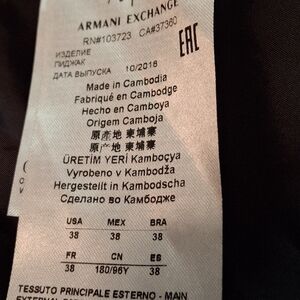 ARMANI EXCHANGE
RN#103723 CA#37360
EAC
ИЗДЕЛИЕ
ПИДЖАК
ДАТА ВЫПУСКА 10/2016
Made in Cambodia
Fabriqué en Cambodge
Hecho en Camboya
Origem Camboja
原產地 柬埔寨
原产地 柬埔寨
ÜRETİM YERİ Kamboçya
Vyrobeno v Kambodža
Hergestellt in Kambodscha
Сделано во Камбодже
USA MEX BRA
38 38 38
FR CN ES
38 180/96Y 38
TESSUTO PRINCIPALE ESTERNO - MAIN